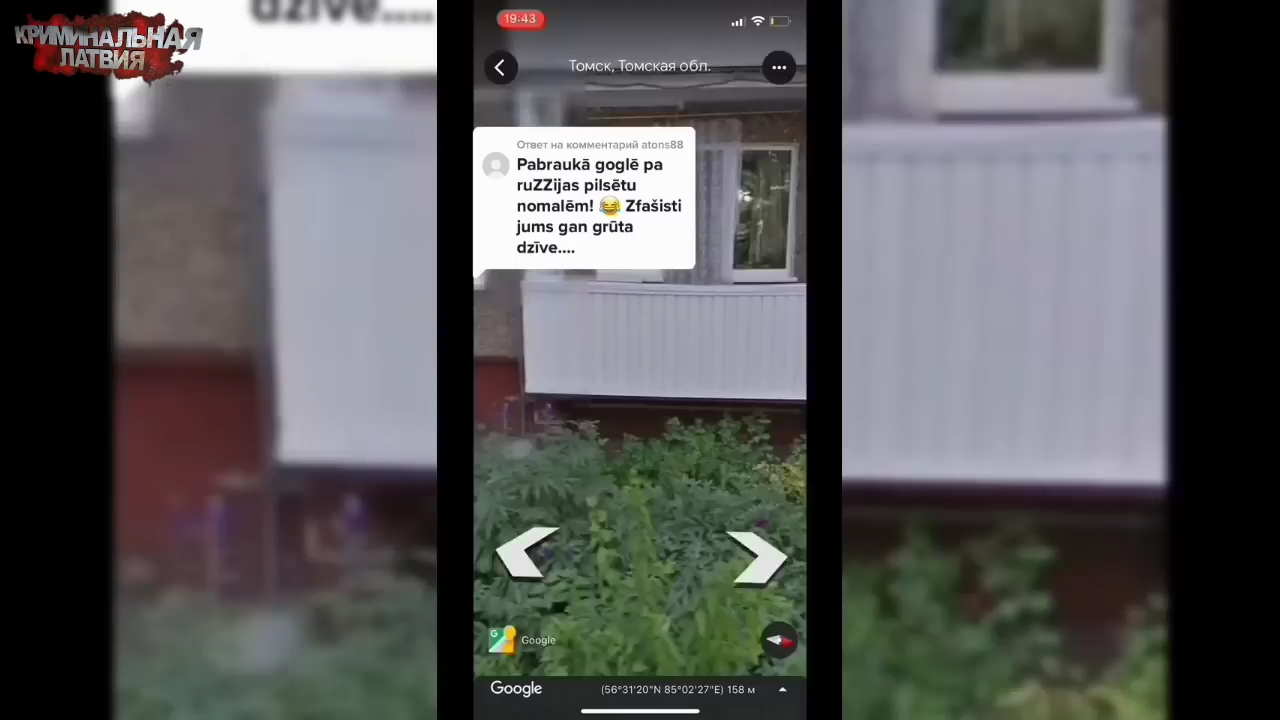 КРИМИНАЛЬНАЯ
ЛАТВИЯ
dzīve....
19:43
Томск, Томская обл.
Ответ на комментарий atons88
Pabraukā goglē pa
ruZZijas pilsētu
nomalēm! 😂 Zfašisti
jums gan grūta
dzīve....
G
Google
Google
(56°31'20"N 85°02'27"E) 158 м